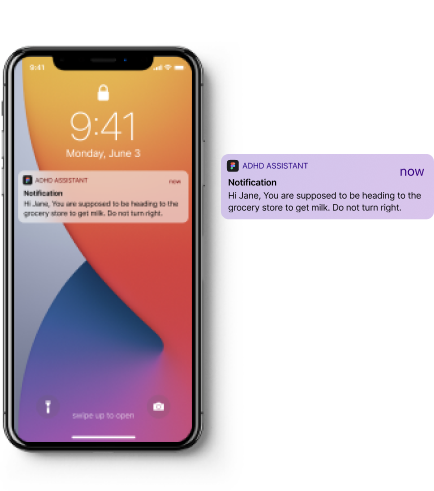 9:41
9:41
Monday, June 3
ADHD ASSISTANT now
Notification
Hi Jane, You are supposed to be heading to the
grocery store to get milk. Do not turn right.
swipe up to open
ADHD ASSISTANT now
Notification
Hi Jane, You are supposed to be heading to the
grocery store to get milk. Do not turn right.